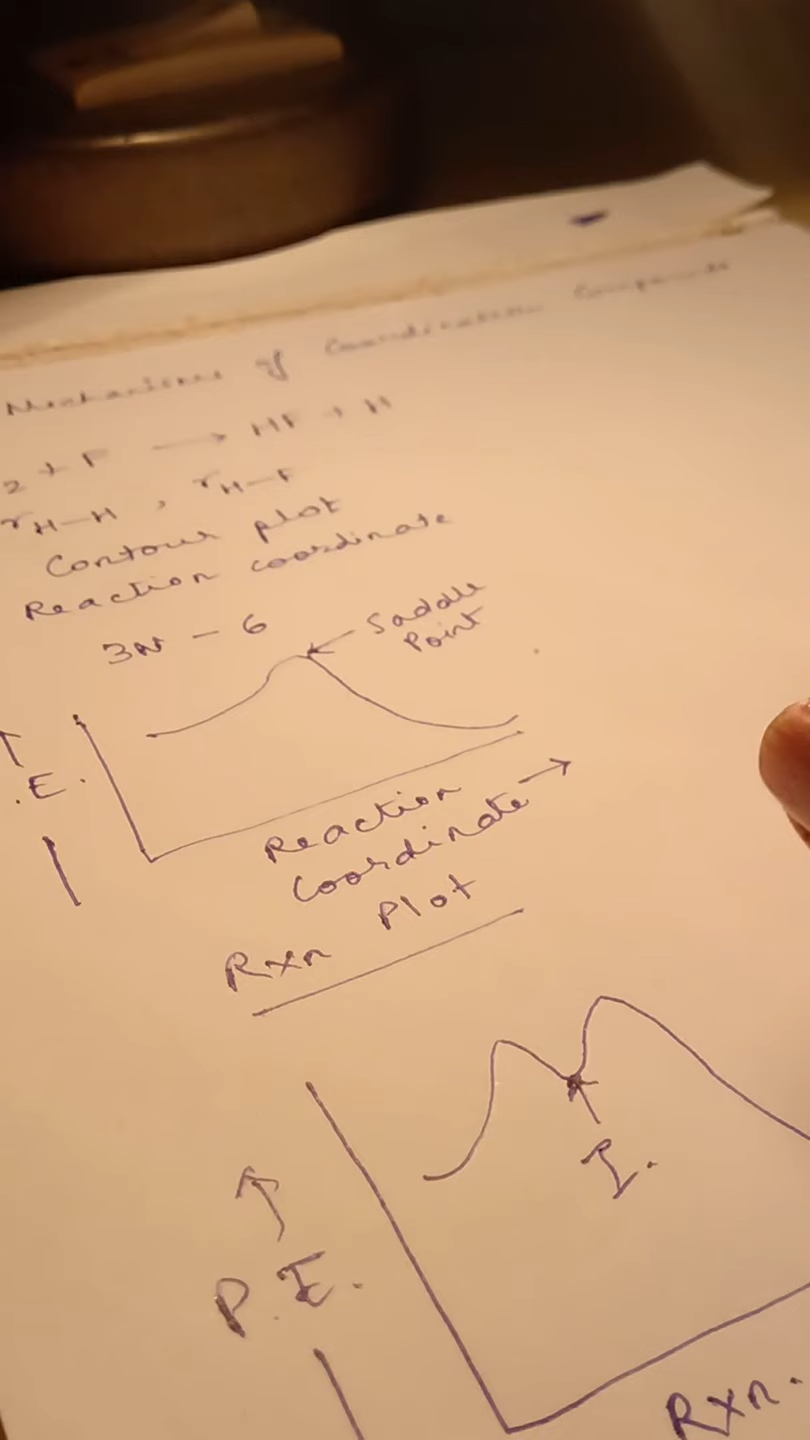 Mechanisms of Coordination Compounds
2 + F → HF + H
rH-H , rH-F
Contour plot
Reaction coordinate
3N - 6
Saddle
Point
.E.
Reaction
Coordinate →
Rxn Plot
I.
P.E.
Rxn.